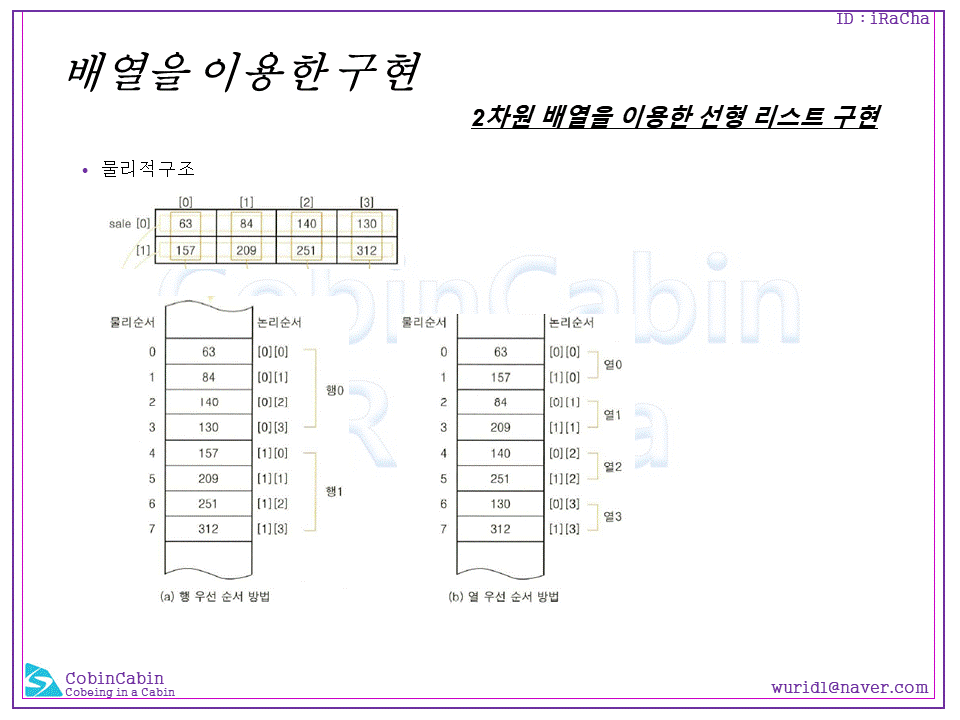 ID : iRaCha
배열을 이용한 구현
2차원 배열을 이용한 선형 리스트 구현
• 물리적구조
[0] [1] [2] [3]
sale [0] 63 84 140 130
[1] 157 209 251 312
CobinCabin
물리순서 논리순서 물리순서 논리순서
0 63 [0][0] 0 63 [0][0]
열0
1 84 [0][1] 1 157 [1][0]
행0
2 140 [0][2] 2 84 [0][1]
열1
3 130 [0][3] 3 209 [1][1]
4 157 [1][0] 4 140 [0][2]
열2
5 209 [1][1] 5 251 [1][2]
행1
6 251 [1][2] 6 130 [0][3]
열3
7 312 [1][3] 7 312 [1][3]
(a) 행 우선 순서 방법 (b) 열 우선 순서 방법
CobinCabin
Cobeing in a Cabin
wurid1@naver.com